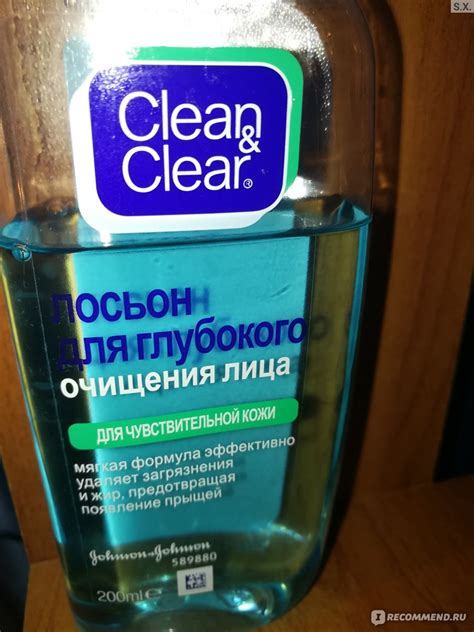 S.X.
Clean
&
Clear®
лосьон
для глубокого
очищения лица
для чувствительной кожи
мягкая формула эффективно
удаляет загрязнения
и жир, предотвращая
появление прыщей
Johnson & Johnson
589880
200ml e
IRECOMMEND.RU